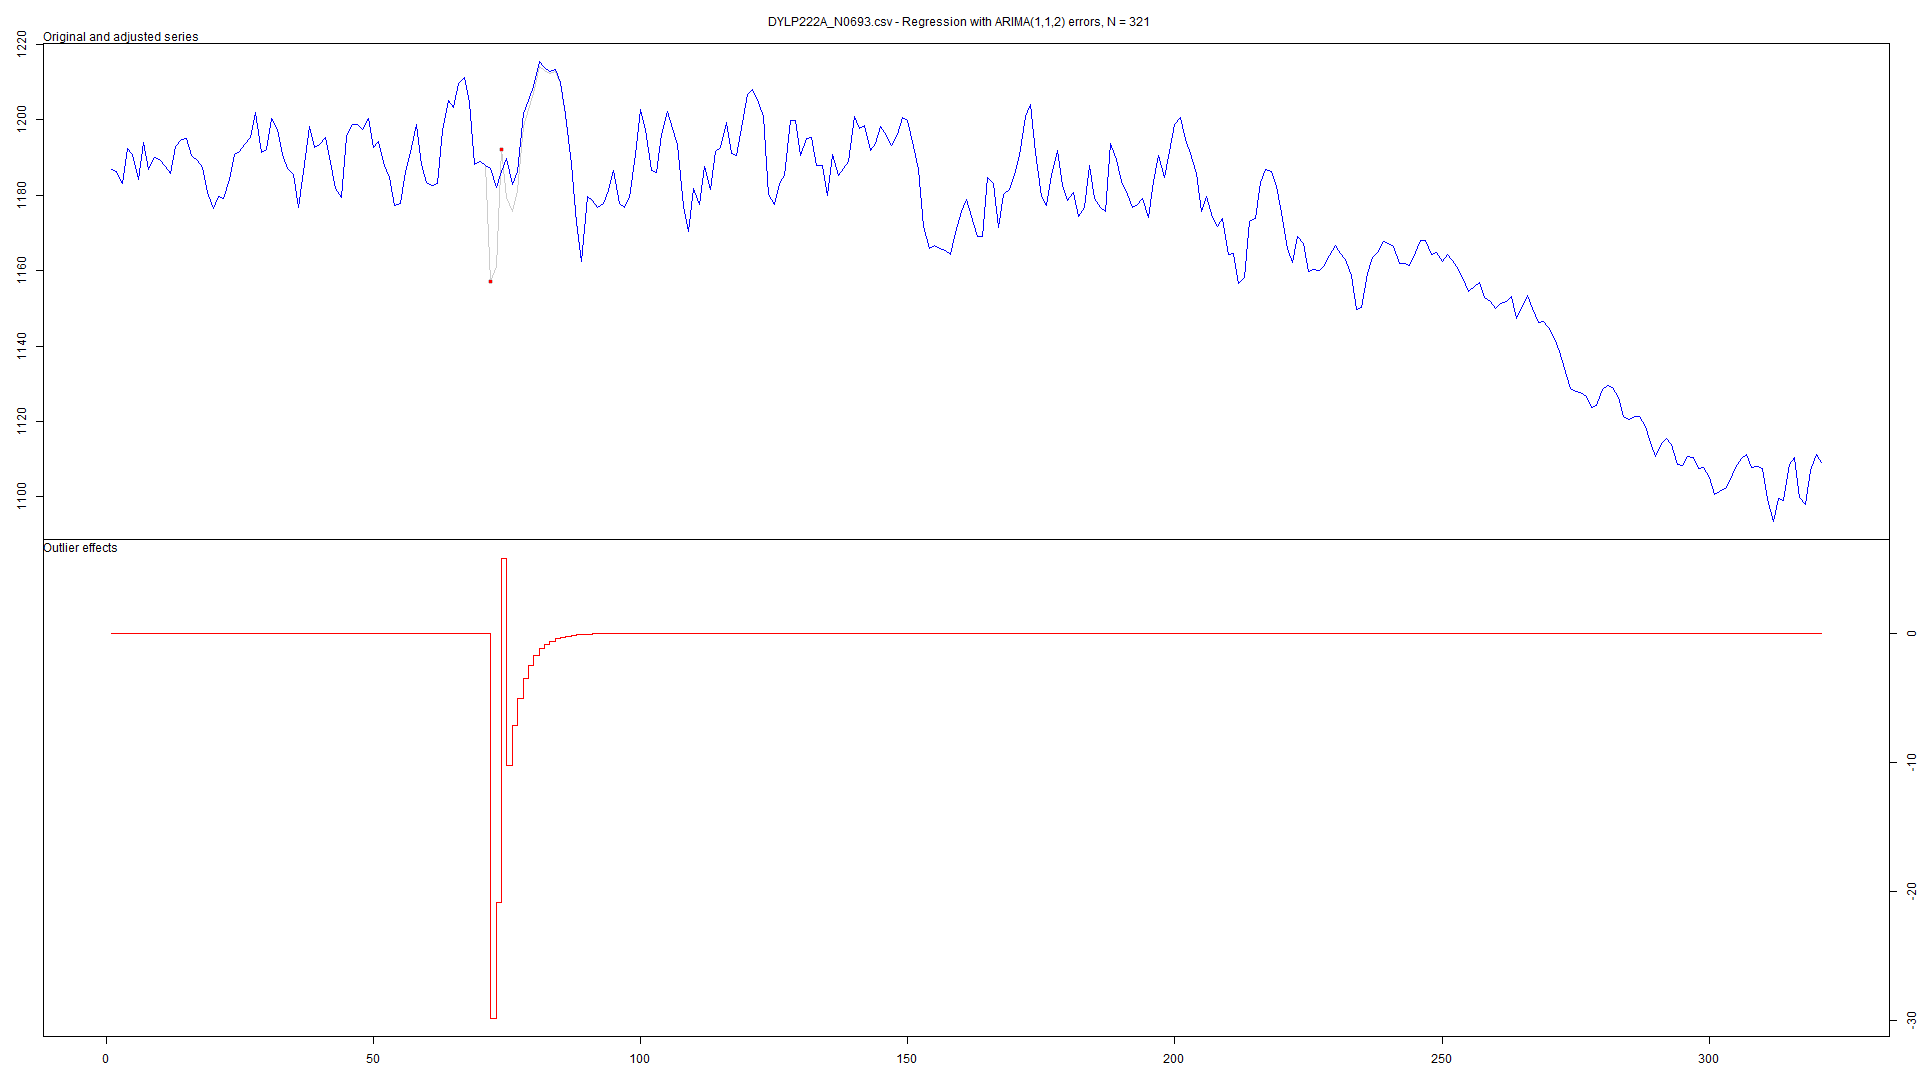 DYLP222A_N0693.csv - Regression with ARIMA(1,1,2) errors, N = 321
Original and adjusted series
1220
1200
1180
1160
1140
1120
1100
Outlier effects
0
-10
-20
-30
0 50 100 150 200 250 300